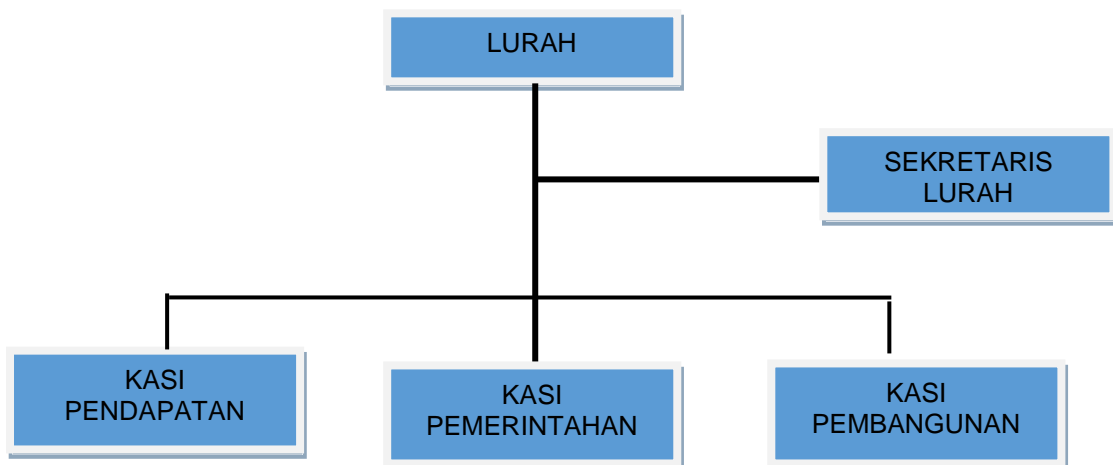 LURAH
SEKRETARIS
LURAH
KASI
PENDAPATAN
KASI
PEMERINTAHAN
KASI
PEMBANGUNAN